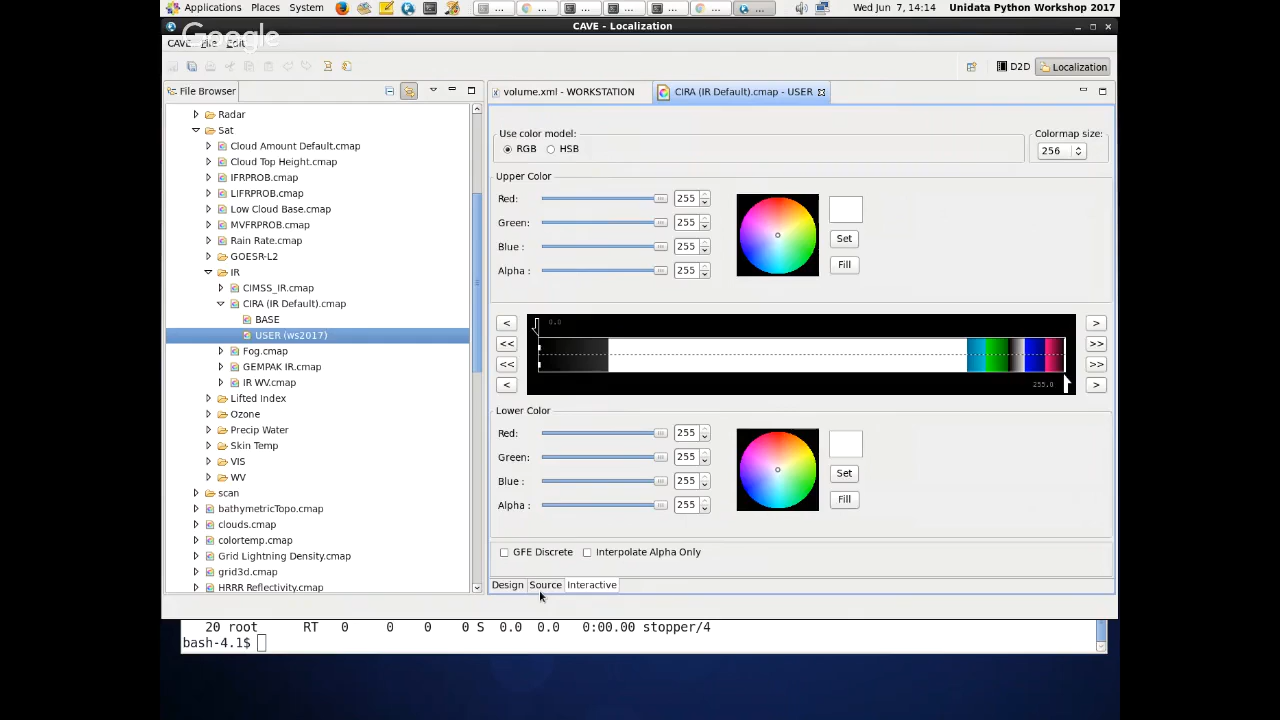 Applications Places System ... ... ... ... ... ... Wed Jun 7, 14:14 Unidata Python Workshop 2017
CAVE - Localization
Google
CAVE File Edit
D2D Localization
File Browser
volume.xml - WORKSTATION
CIRA (IR Default).cmap - USER
Radar
Sat
Cloud Amount Default.cmap
Cloud Top Height.cmap
IFRPROB.cmap
LIFRPROB.cmap
Low Cloud Base.cmap
MVFRPROB.cmap
Rain Rate.cmap
GOESR-L2
IR
CIMSS_IR.cmap
CIRA (IR Default).cmap
BASE
USER (ws2017)
Fog.cmap
GEMPAK IR.cmap
IR WV.cmap
Lifted Index
Ozone
Precip Water
Skin Temp
VIS
WV
scan
bathymetricTopo.cmap
clouds.cmap
colortemp.cmap
Grid Lightning Density.cmap
grid3d.cmap
HRRR Reflectivity.cmap
Use color model:
RGB HSB
Colormap size:
256
Upper Color
Red: 255
Green: 255
Blue : 255
Alpha : 255
Set
Fill
< 0.0 >
<< >>
<< >>
< 255.0 >
Lower Color
Red: 255
Green: 255
Blue : 255
Alpha : 255
Set
Fill
GFE Discrete Interpolate Alpha Only
Design Source Interactive
20 root RT 0 0 0 0 S 0.0 0.0 0:00.00 stopper/4
bash-4.1$